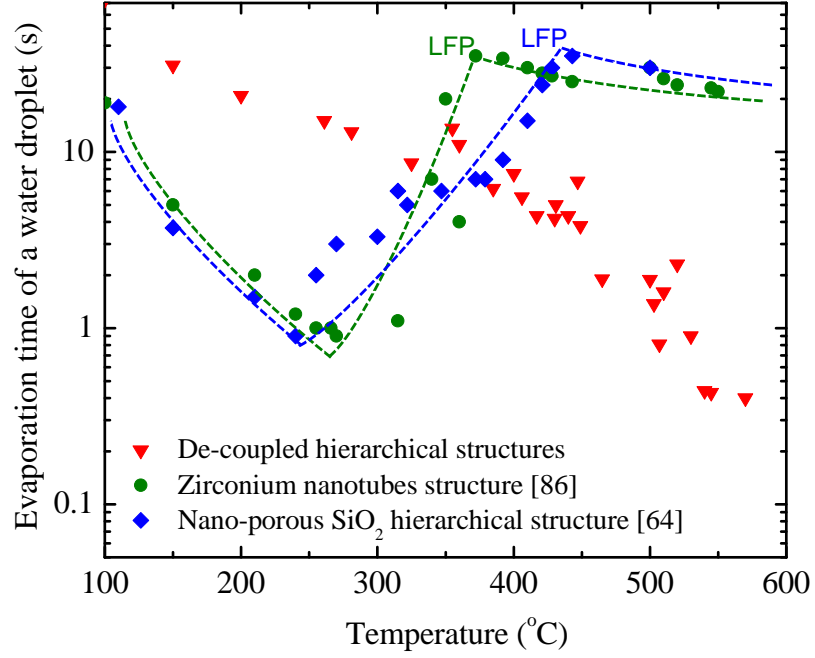 Evaporation time of a water droplet (s)
10
1
0.1
LFP
LFP
De-coupled hierarchical structures
Zirconium nanotubes structure [86]
Nano-porous SiO₂ hierarchical structure [64]
100
200
300
400
500
600
Temperature (°C)